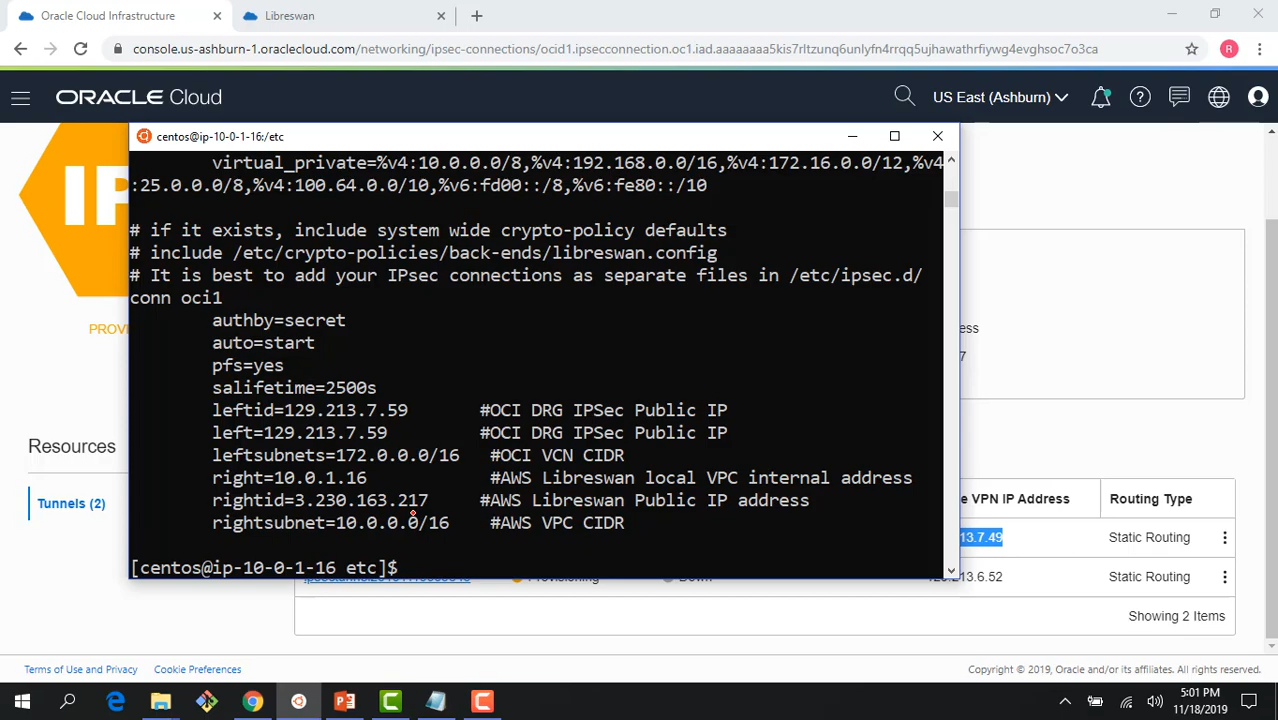 Oracle Cloud Infrastructure
Libreswan
console.us-ashburn-1.oraclecloud.com/networking/ipsec-connections/ocid1.ipsecconnection.oc1.iad.aaaaaaaa5kis7rltzunq6unlyfn4rrqq5ujhawathrfiywg4evghsoc7o3ca
R
ORACLE Cloud
US East (Ashburn)
IP
PROVI
centos@ip-10-0-1-16:/etc
virtual_private=%v4:10.0.0.0/8,%v4:192.168.0.0/16,%v4:172.16.0.0/12,%v4
:25.0.0.0/8,%v4:100.64.0.0/10,%v6:fd00::/8,%v6:fe80::/10
# if it exists, include system wide crypto-policy defaults
# include /etc/crypto-policies/back-ends/libreswan.config
# It is best to add your IPsec connections as separate files in /etc/ipsec.d/
conn oci1
authby=secret
auto=start
pfs=yes
salifetime=2500s
leftid=129.213.7.59 #OCI DRG IPSec Public IP
left=129.213.7.59 #OCI DRG IPSec Public IP
leftsubnets=172.0.0.0/16 #OCI VCN CIDR
right=10.0.1.16 #AWS Libreswan local VPC internal address
rightid=3.230.163.217 #AWS Libreswan Public IP address
rightsubnet=10.0.0.0/16 #AWS VPC CIDR
[centos@ip-10-0-1-16 etc]$
ess
7
Resources
Tunnels (2)
e VPN IP Address
Routing Type
13.7.49
Static Routing
213.6.52
Static Routing
Showing 2 Items
Terms of Use and Privacy
Cookie Preferences
Copyright © 2019, Oracle and/or its affiliates. All rights reserved.
5:01 PM
11/18/2019